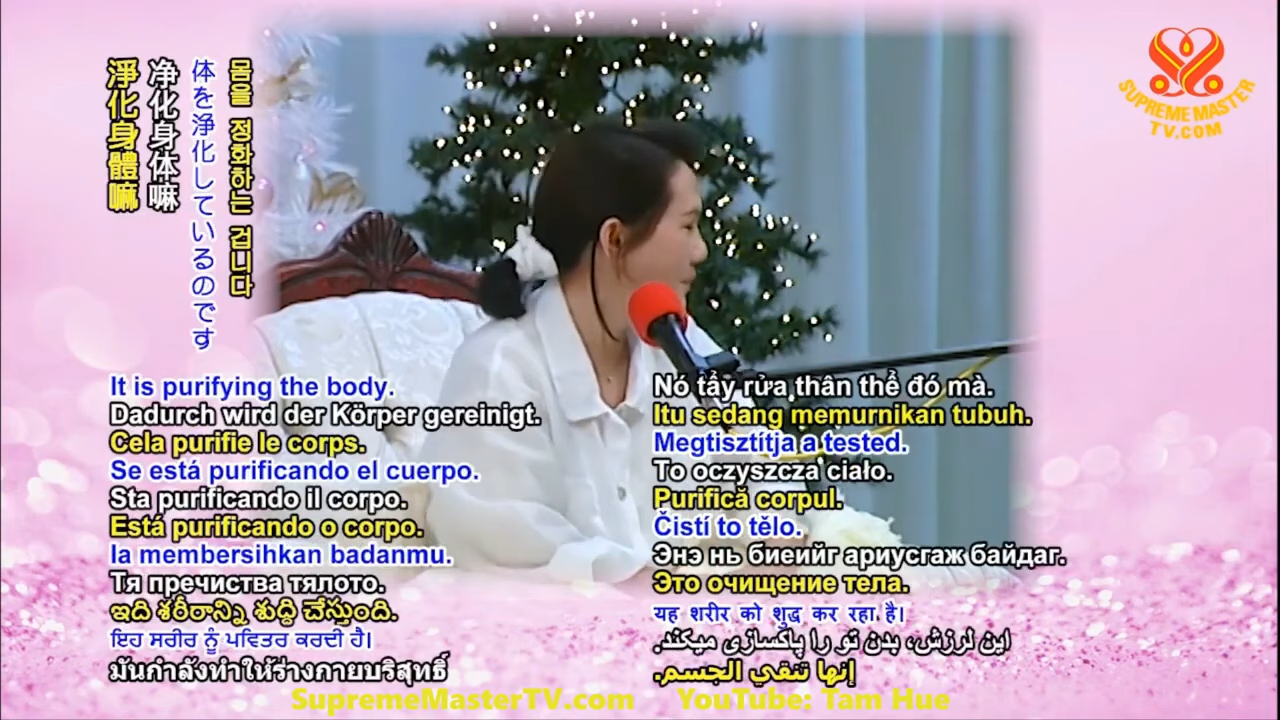 淨化身體嘛
净化身体嘛
体を浄化しているのです
몸을 정화하는 겁니다
SUPREME MASTER
TV.COM
It is purifying the body.
Dadurch wird der Körper gereinigt.
Cela purifie le corps.
Se está purificando el cuerpo.
Sta purificando il corpo.
Está purificando o corpo.
Ia membersihkan badanmu.
Тя пречиства тялото.
ఇది శరీరాన్ని శుద్ధి చేస్తుంది.
ਇਹ ਸਰੀਰ ਨੂੰ ਪਵਿਤਰ ਕਰਦੀ ਹੈ।
มันกำลังทำให้ร่างกายบริสุทธิ์
Nó tẩy rửa thân thể đó mà.
Itu sedang memurnikan tubuh.
Megtisztítja a tested.
To oczyszcza ciało.
Purifică corpul.
Čistí to tělo.
Энэ нь биеийг ариусгаж байдаг.
Это очищение тела.
यह शरीर को शुद्ध कर रहा है।
این لرزش، بدن تو را پاکسازی میکند.
إنها تنقي الجسم.
SupremeMasterTV.com YouTube: Tam Hue